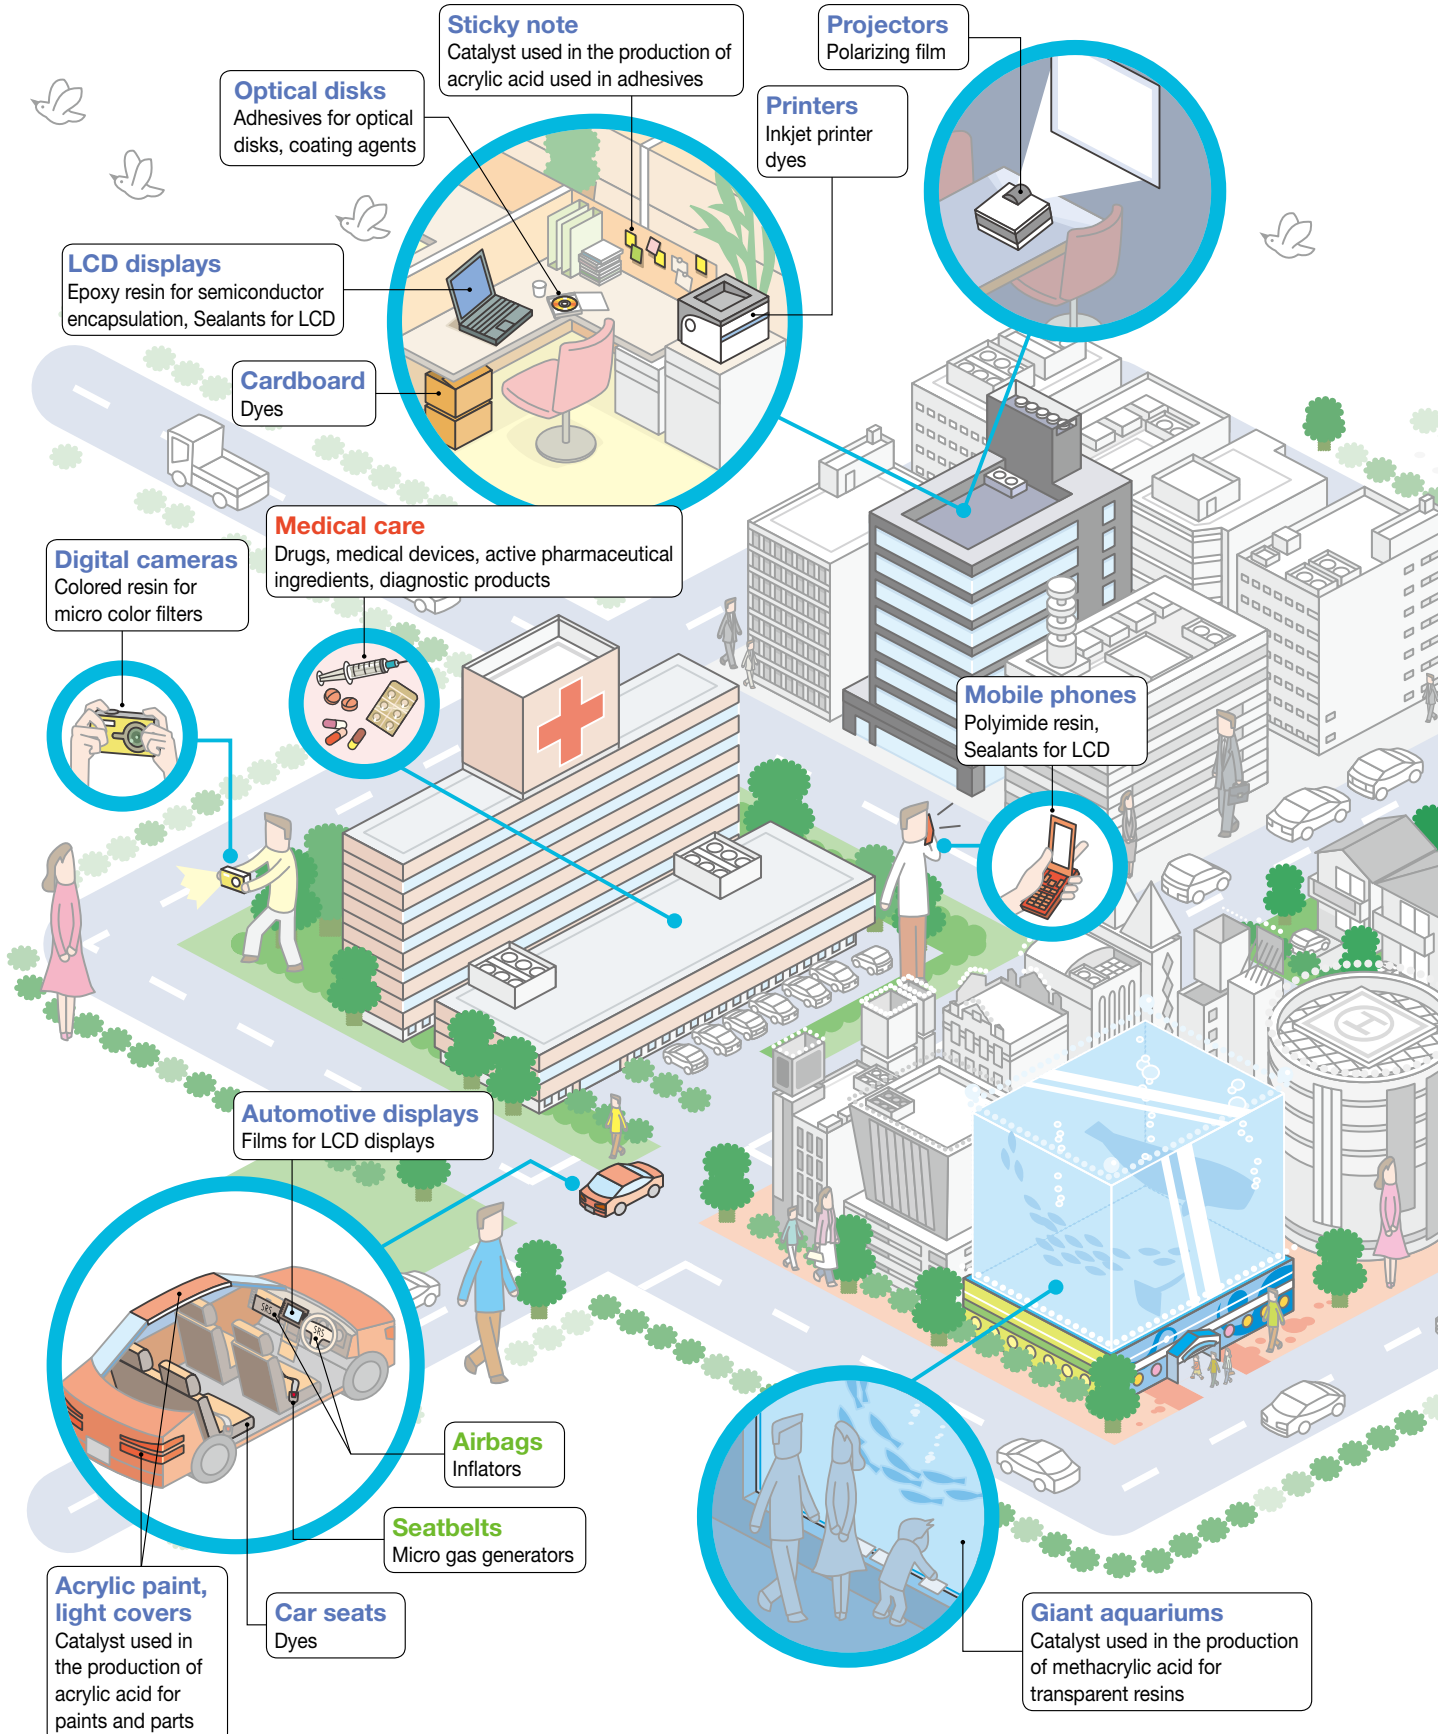 Sticky note
Catalyst used in the production of
acrylic acid used in adhesives
Projectors
Polarizing film
Optical disks
Adhesives for optical
disks, coating agents
Printers
Inkjet printer
dyes
LCD displays
Epoxy resin for semiconductor
encapsulation, Sealants for LCD
Cardboard
Dyes
Medical care
Drugs, medical devices, active pharmaceutical
ingredients, diagnostic products
Digital cameras
Colored resin for
micro color filters
Mobile phones
Polyimide resin,
Sealants for LCD
H
Automotive displays
Films for LCD displays
SRS
SRS
Airbags
Inflators
Seatbelts
Micro gas generators
Acrylic paint,
light covers
Catalyst used in
the production of
acrylic acid for
paints and parts
Car seats
Dyes
Giant aquariums
Catalyst used in the production
of methacrylic acid for
transparent resins